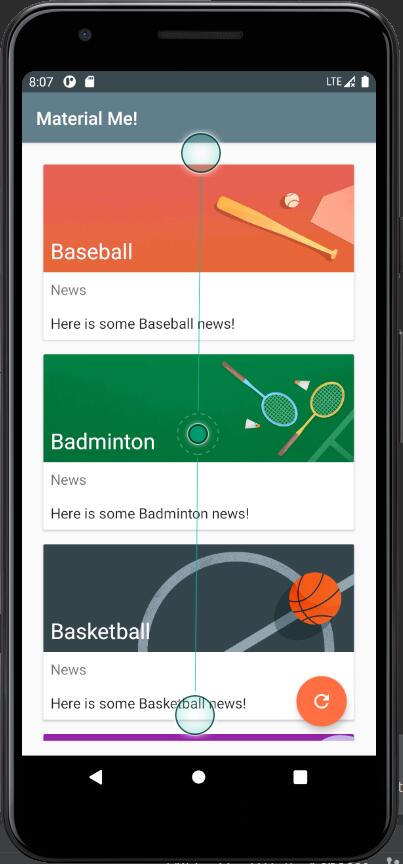 8:07
LTE
Material Me!
Baseball
News
Here is some Baseball news!
Badminton
News
Here is some Badminton news!
Basketball
News
Here is some Basketball news!